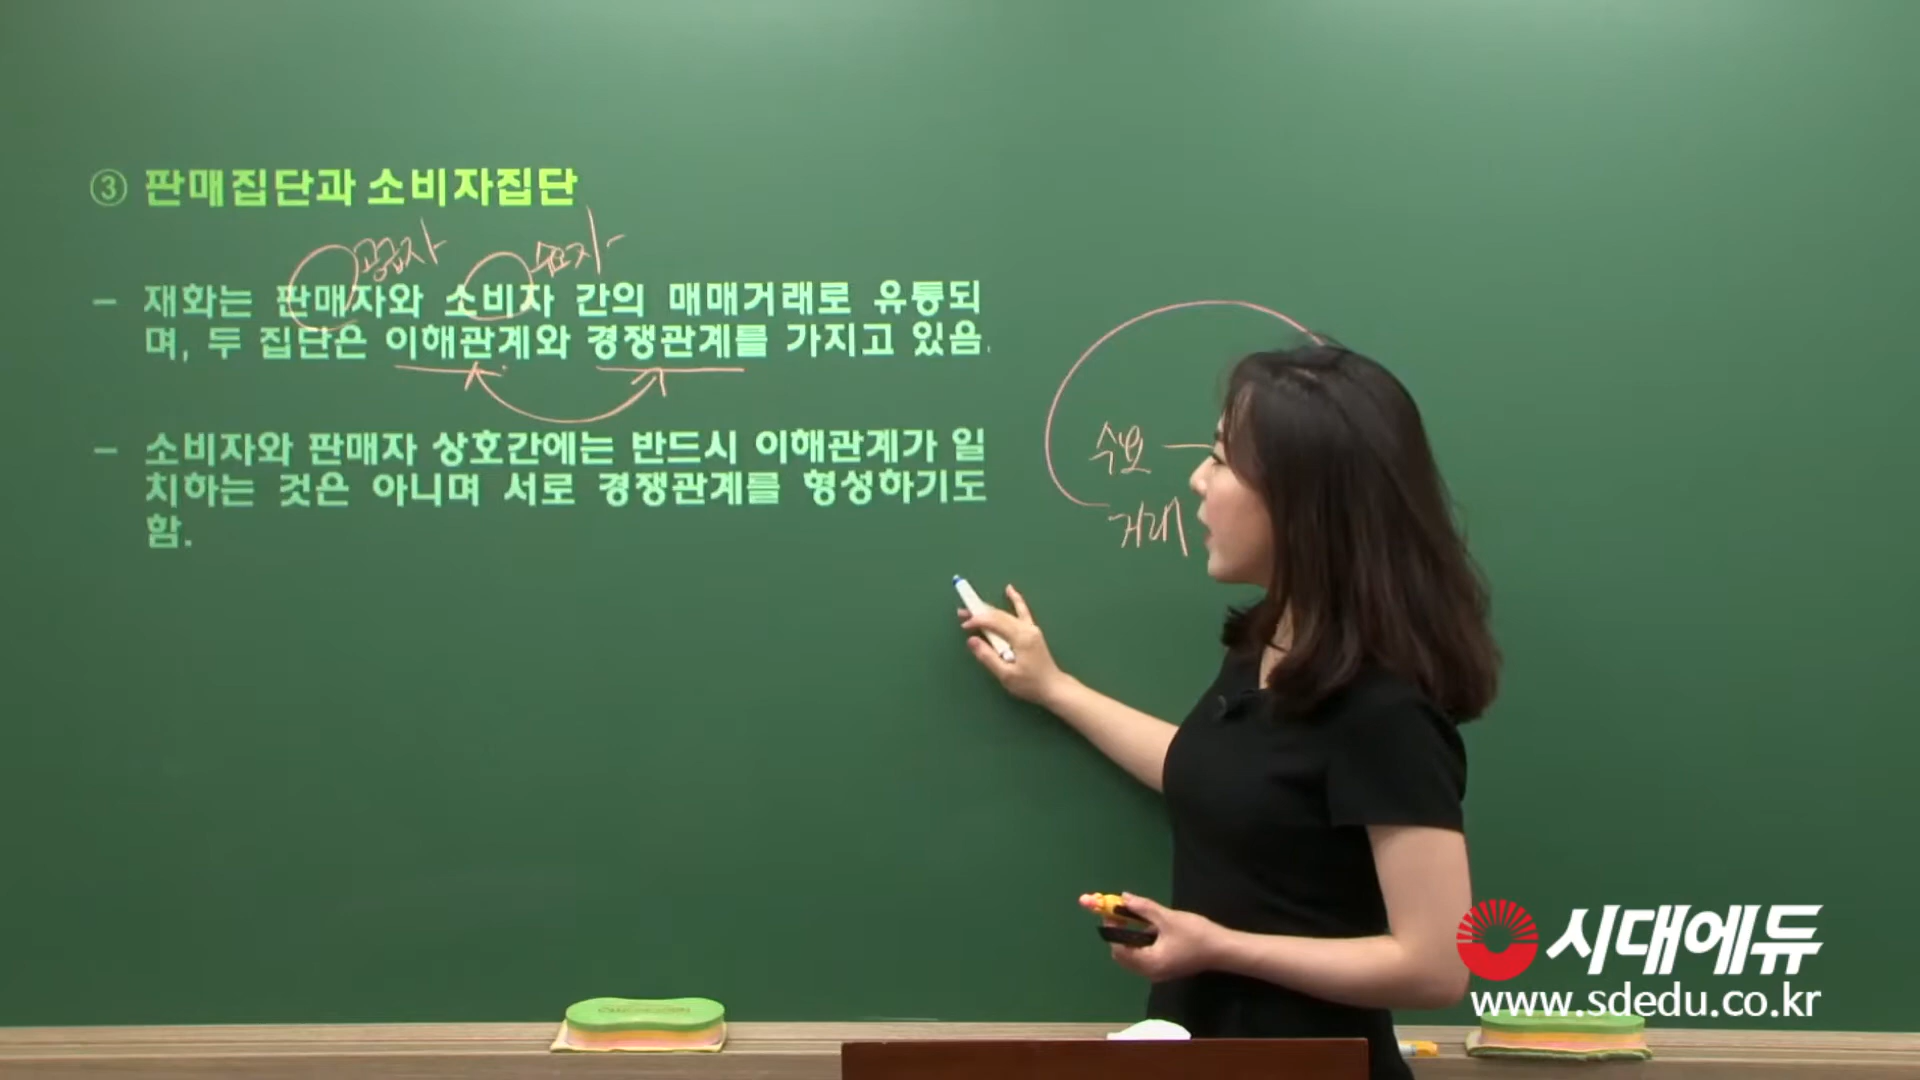 ③ 판매집단과 소비자집단
공급자
수요자
- 재화는 판매자와 소비자 간의 매매거래로 유통되
며, 두 집단은 이해관계와 경쟁관계를 가지고 있음.
- 소비자와 판매자 상호간에는 반드시 이해관계가 일
치하는 것은 아니며 서로 경쟁관계를 형성하기도
함.
수요
거래
시대에듀
www.sdedu.co.kr